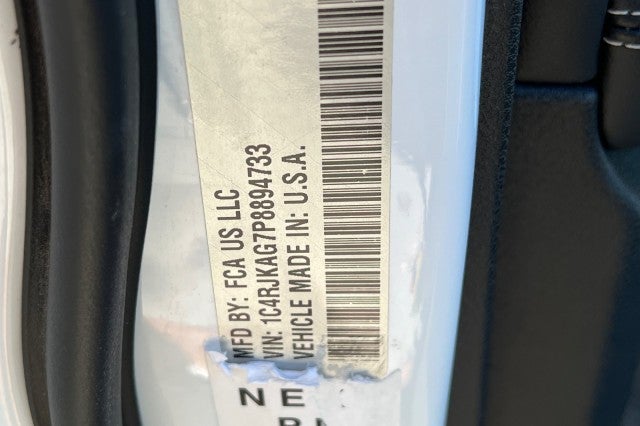 MFD BY: FCA US LLC
VIN: 1C4RJKAG7P8894733
VEHICLE MADE IN: U.S.A.
NE